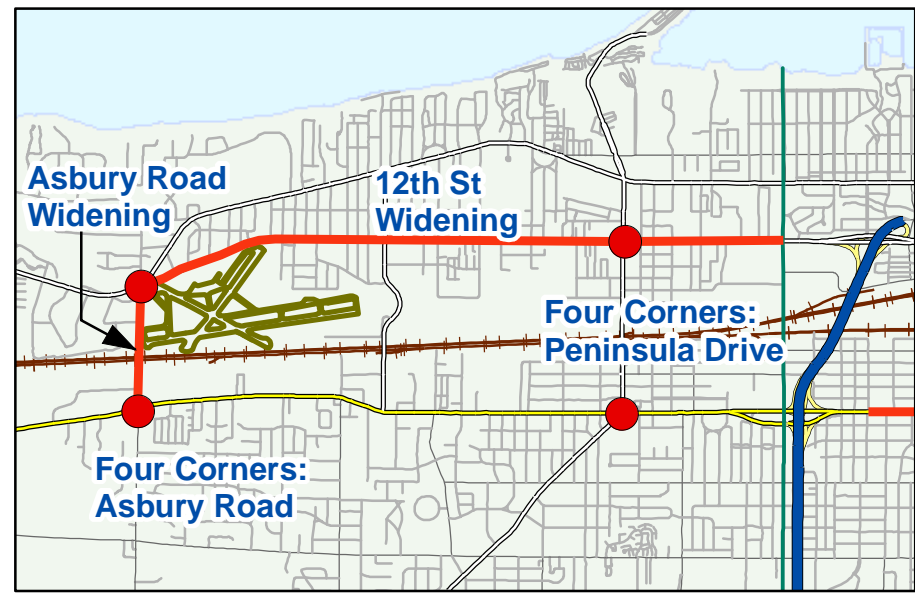 Asbury Road
Widening
12th St
Widening
Four Corners:
Peninsula Drive
Four Corners:
Asbury Road